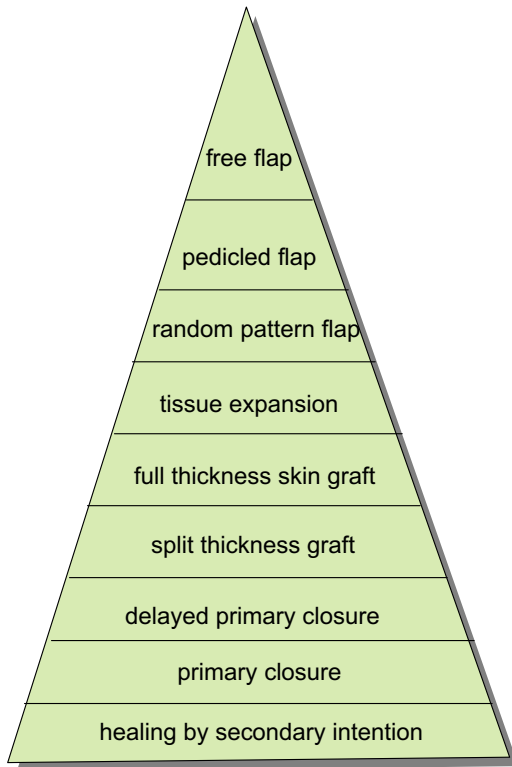 free flap
pedicled flap
random pattern flap
tissue expansion
full thickness skin graft
split thickness graft
delayed primary closure
primary closure
healing by secondary intention